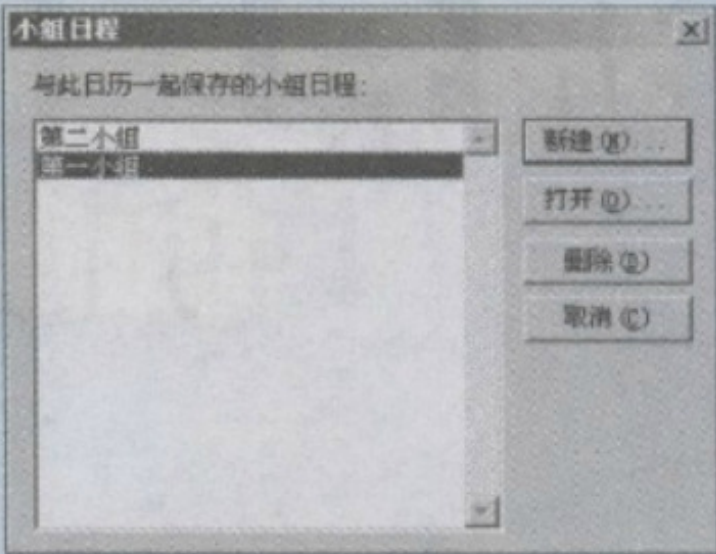 小组日程
与此日历一起保存的小组日程:
第二小组
第一小组
新建(N)...
打开(O)...
删除(D)
取消(C)